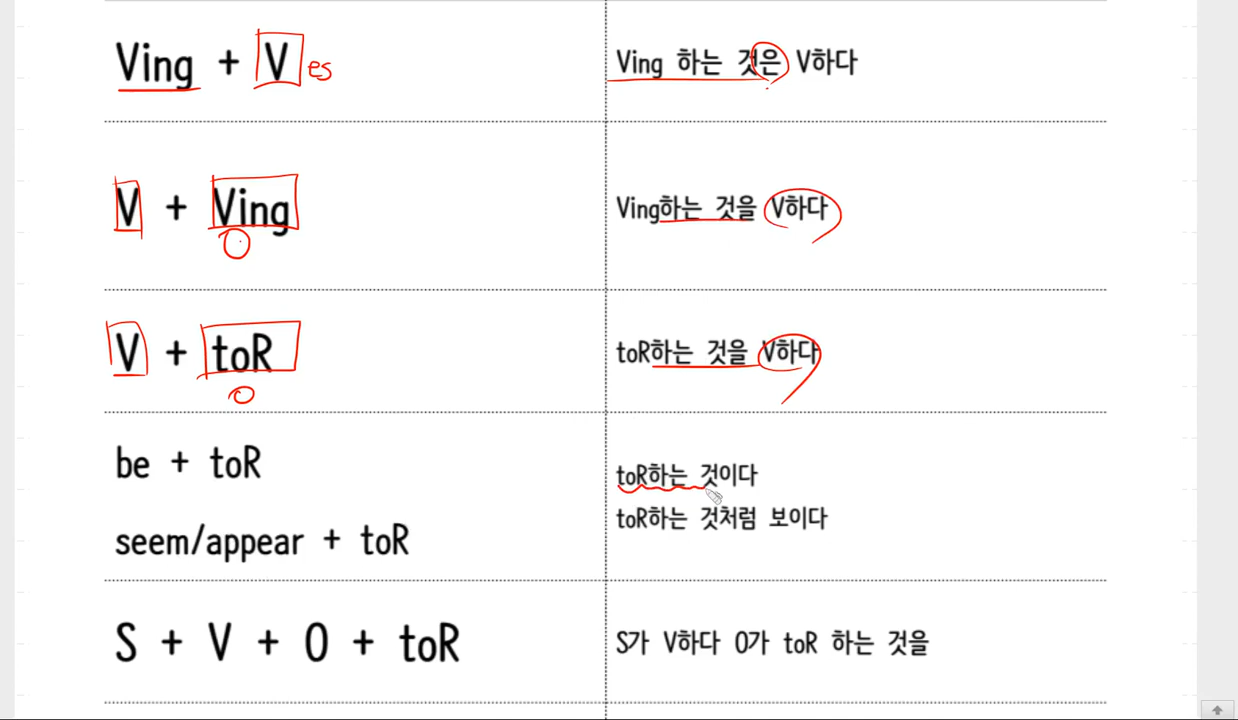 Ving + V es
Ving 하는 것은 V하다
V + Ving
O
Ving하는 것을 V하다
V + toR
O
toR하는 것을 V하다
be + toR
toR하는 것이다
seem/appear + toR
toR하는 것처럼 보이다
S + V + O + toR
S가 V하다 O가 toR 하는 것을